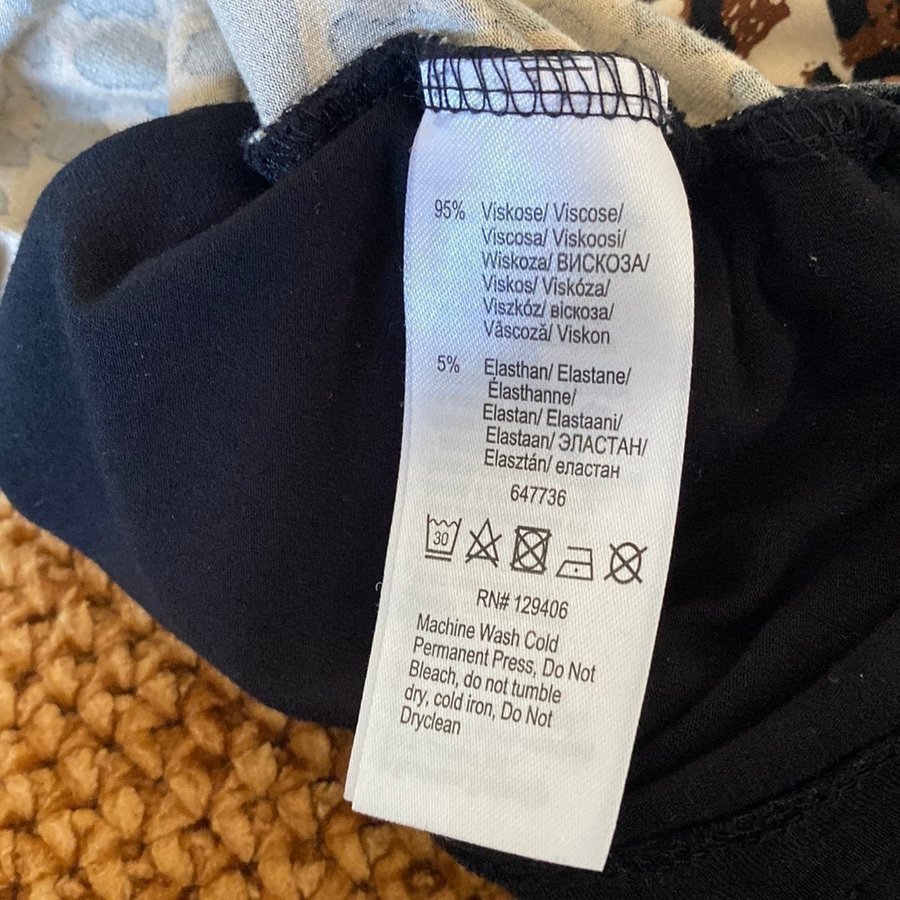 95% Viskose/ Viscose/
Viscosa/ Viskoosi/
Wiskoza/ ВИСКОЗА/
Viskos/ Viskóza/
Viszkóz/ віскоза/
Vâscoză/ Viskon
5% Elasthan/ Elastane/
Élasthanne/
Elastan/ Elastaani/
Elastaan/ ЭЛАСТАН/
Elasztán/ еластан
647736
30
RN# 129406
Machine Wash Cold
Permanent Press, Do Not
Bleach, do not tumble
dry, cold iron, Do Not
Dryclean